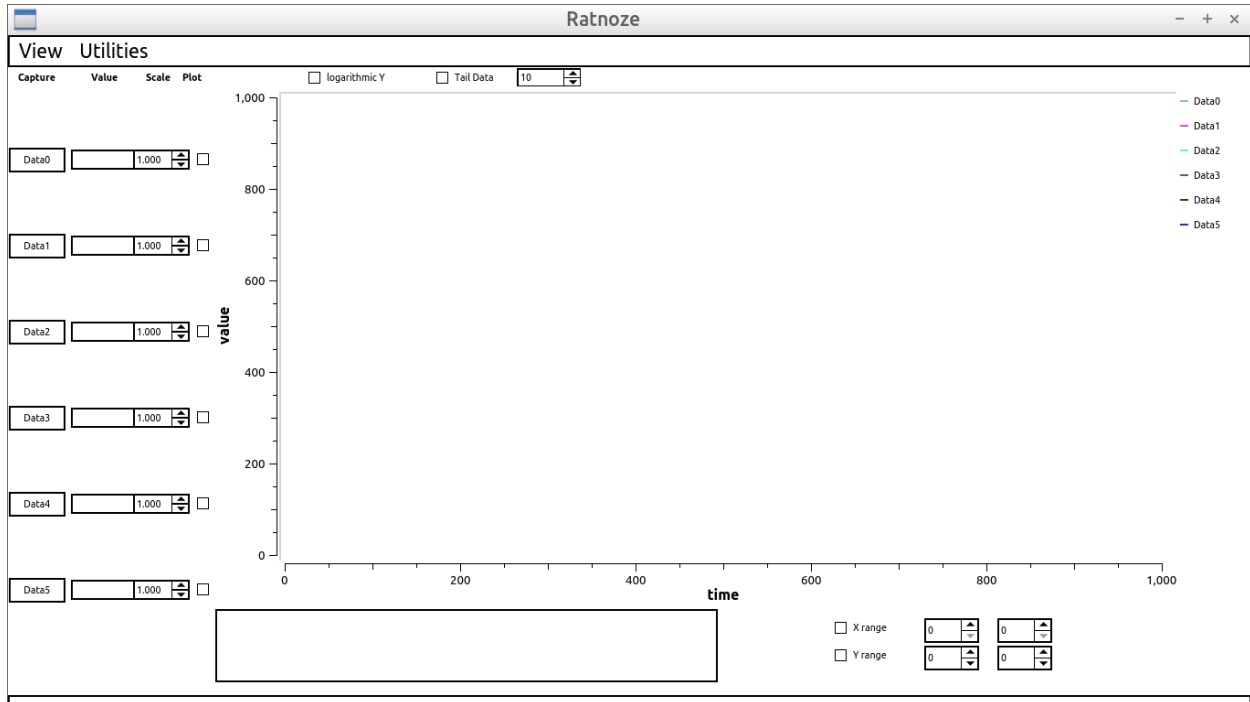 Ratnoze
View Utilities
Capture Value Scale Plot logarithmic Y Tail Data 10
1,000
Data0
Data1
Data2
Data3
Data4
Data5
Data0 1.000
800
Data1 1.000
600
value
Data2 1.000
400
Data3 1.000
200
Data4 1.000
0
0 200 400 600 800 1,000
Data5 1.000
time
X range 0 0
Y range 0 0